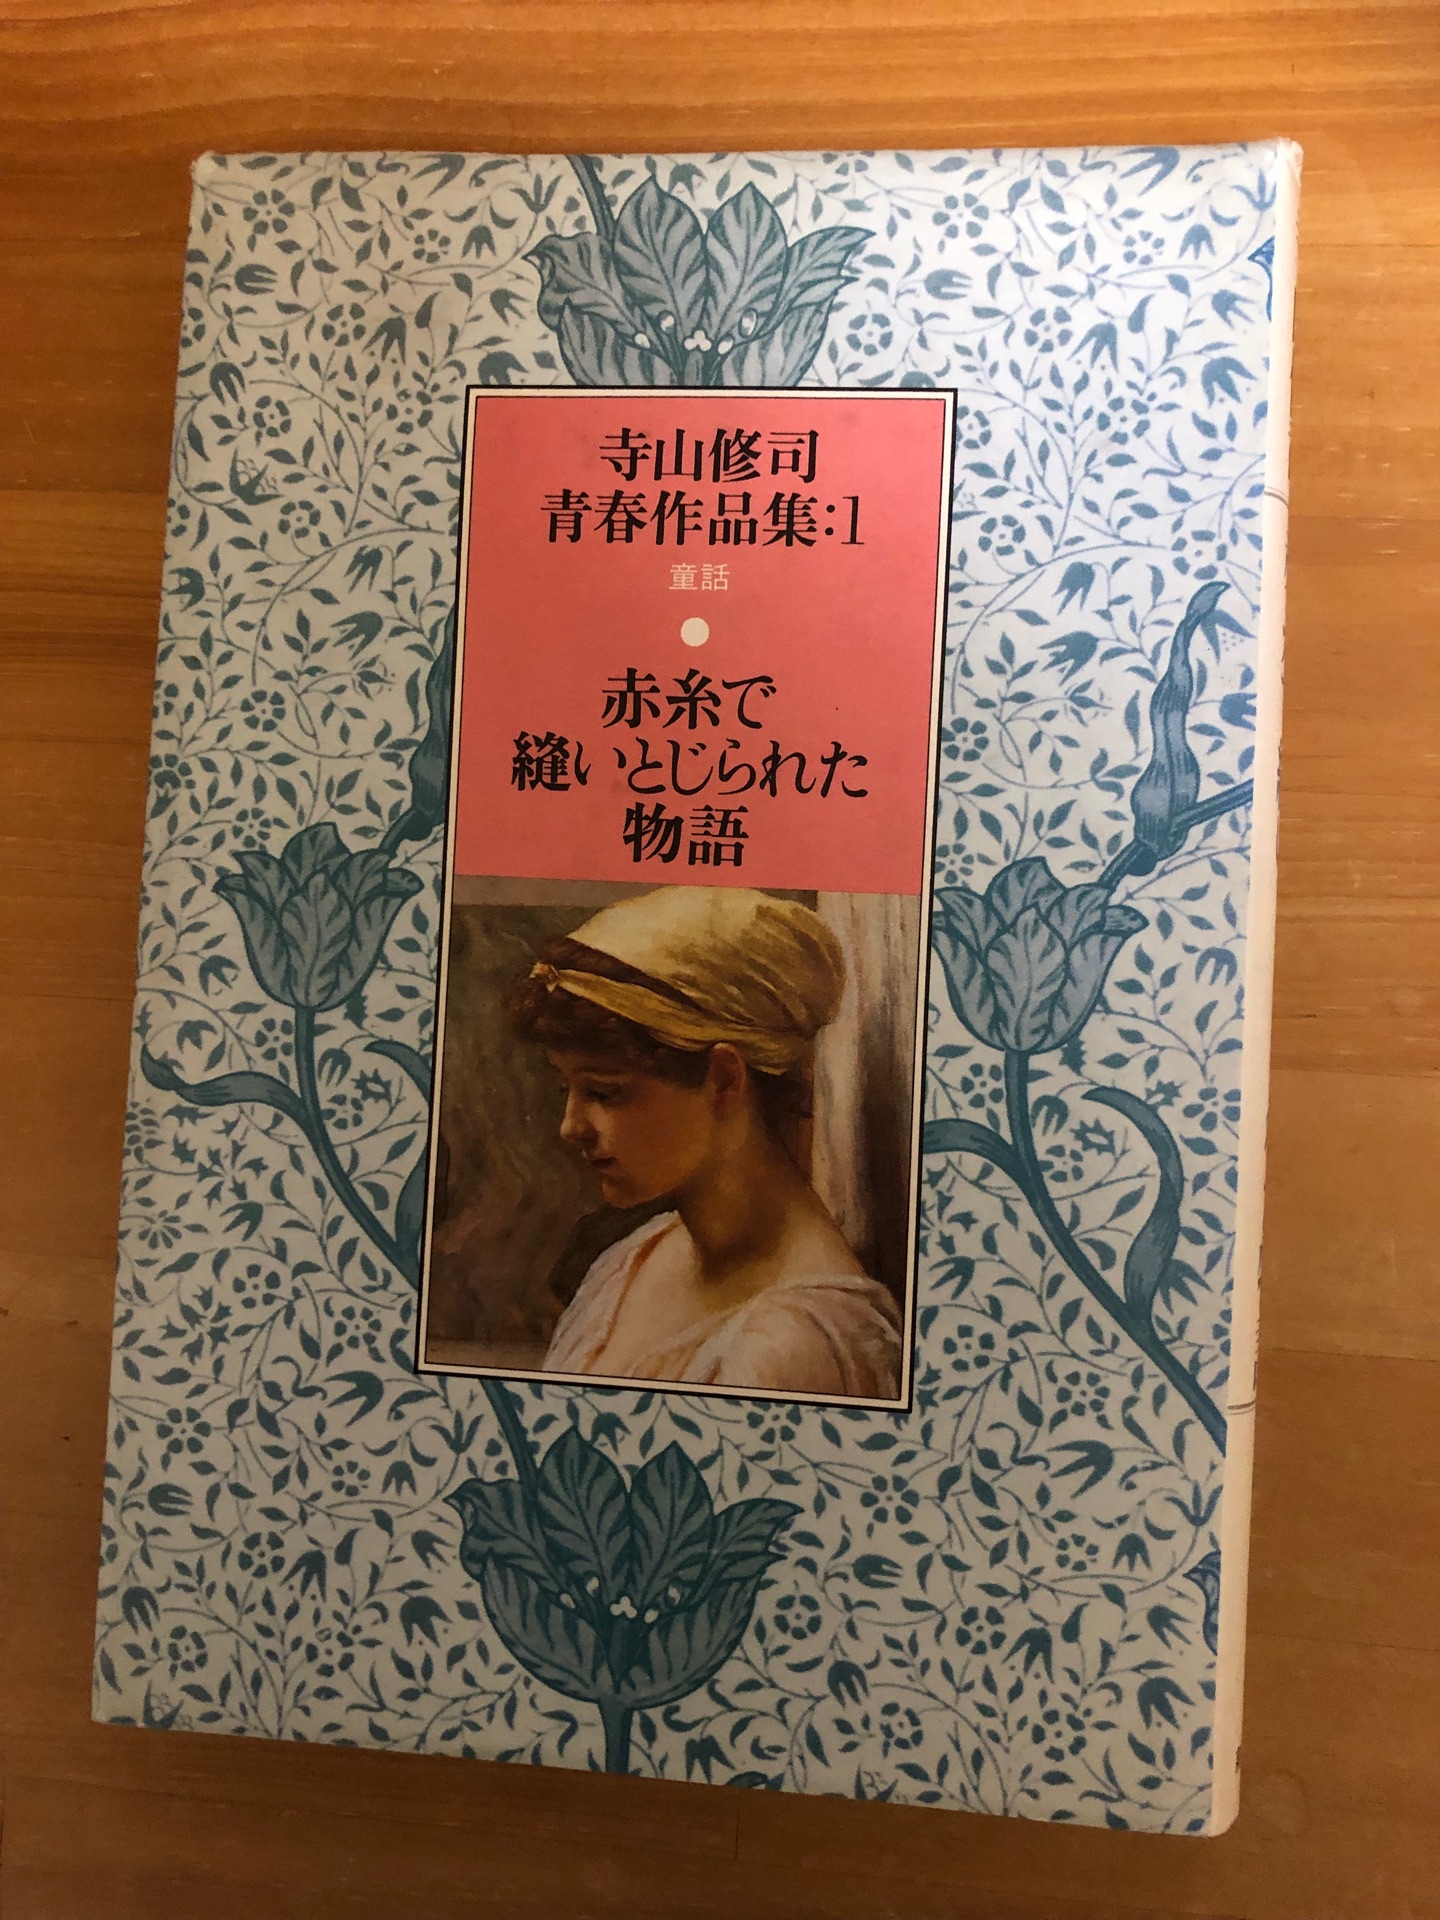 寺山修司
青春作品集:1
童話
赤糸で
縫いとじられた
物語